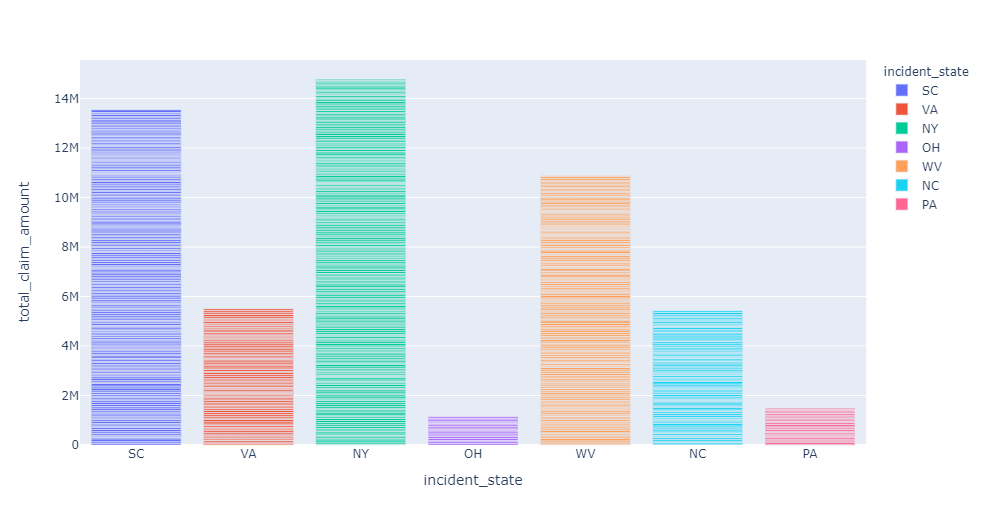 total_claim_amount
14M
12M
10M
8M
6M
4M
2M
0
SC VA NY OH WV NC PA
incident_state
incident_state
SC
VA
NY
OH
WV
NC
PA